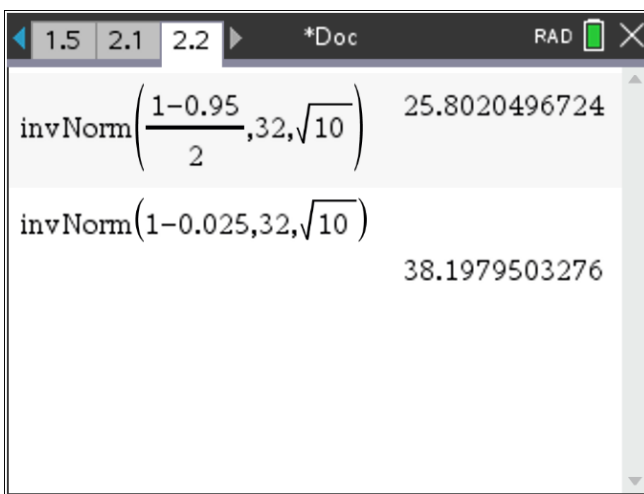 1.5 2.1 2.2 *Doc RAD
invNorm((1-0.95)/2,32,√10) 25.8020496724
invNorm(1-0.025,32,√10)
38.1979503276